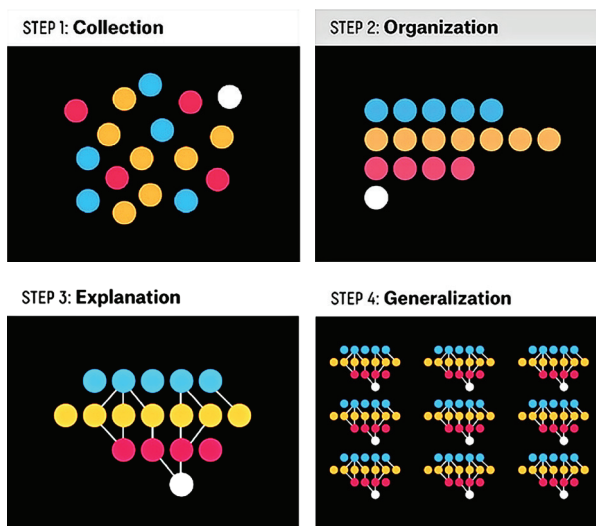 STEP 1: Collection
STEP 2: Organization
STEP 3: Explanation
STEP 4: Generalization